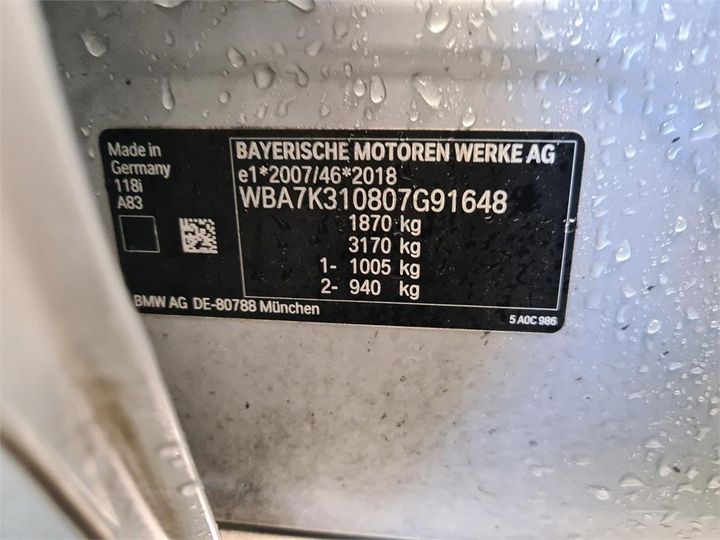 Made in
Germany
118i
A83
BAYERISCHE MOTOREN WERKE AG
e1*2007/46*2018
WBA7K310807G91648
1870 kg
3170 kg
1- 1005 kg
2- 940 kg
BMW AG DE-80788 München
5 A0C 986